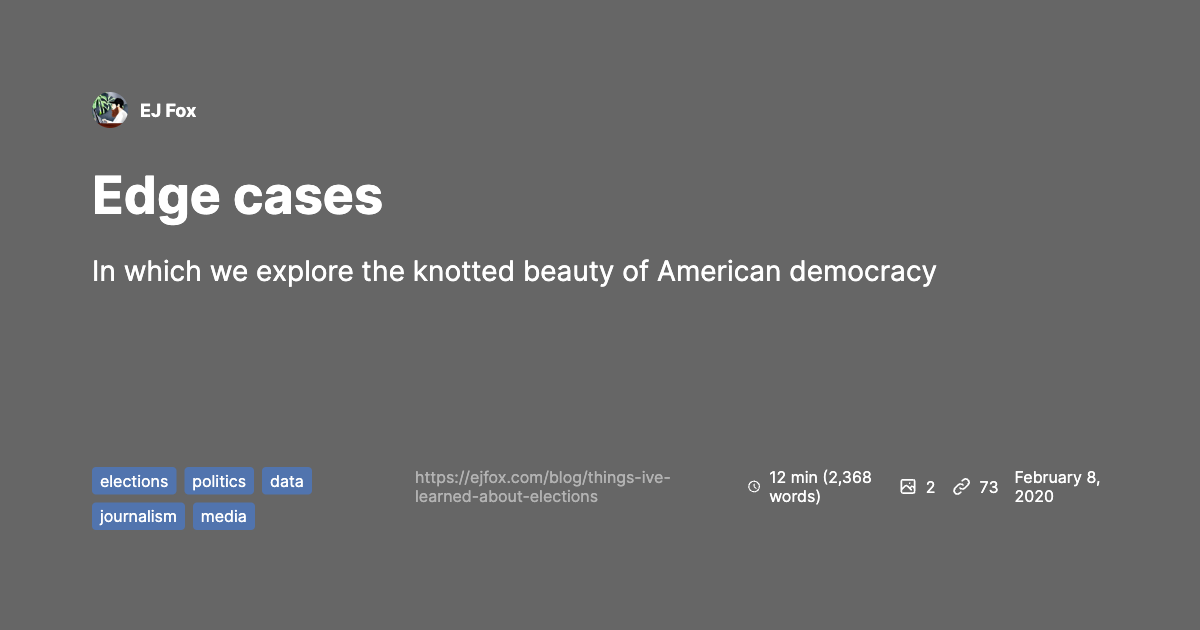 EJ Fox
Edge cases
In which we explore the knotted beauty of American democracy
elections politics data
journalism media
https://ejfox.com/blog/things-ive-
learned-about-elections
12 min (2,368
words)
2
73
February 8,
2020